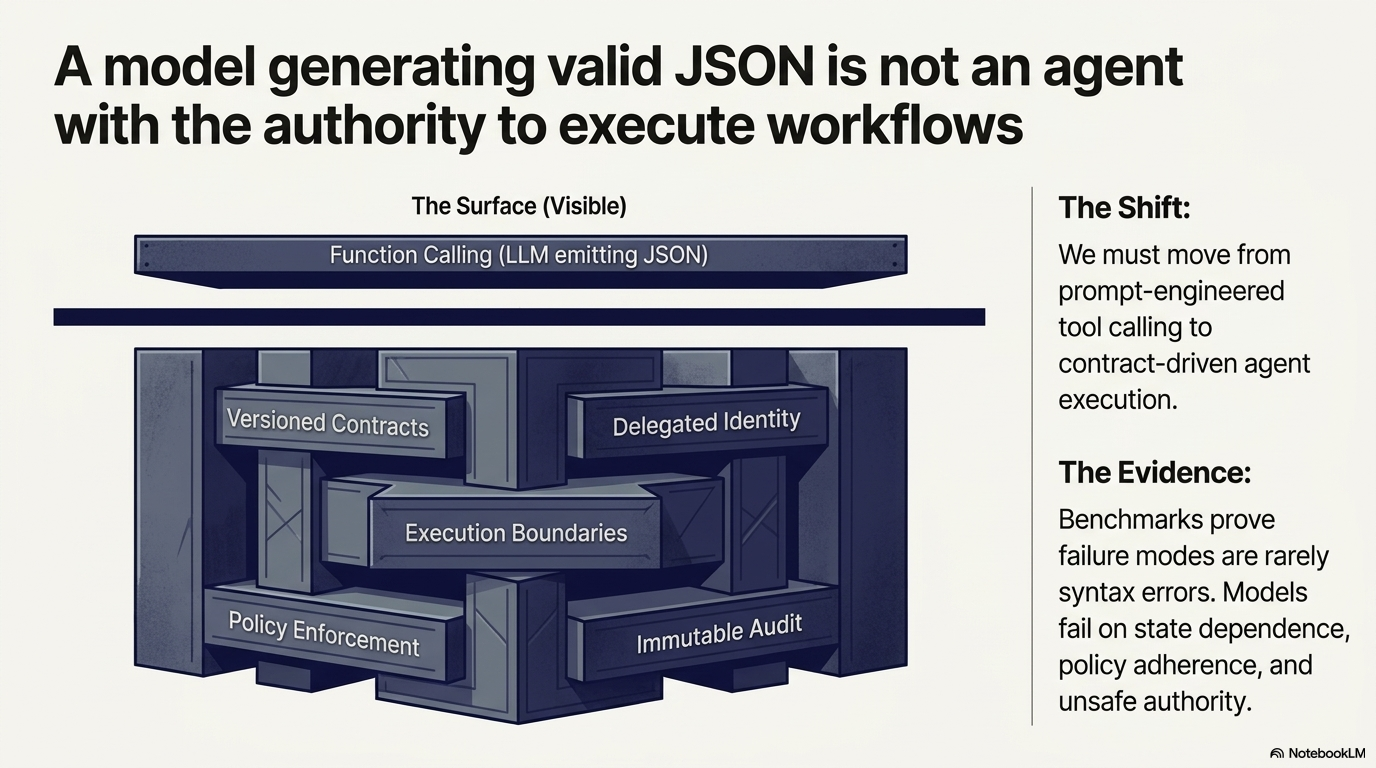 A model generating valid JSON is not an agent
with the authority to execute workflows
The Surface (Visible)
Function Calling (LLM emitting JSON)
Versioned Contracts
Delegated Identity
Execution Boundaries
Policy Enforcement
Immutable Audit
The Shift:
We must move from
prompt-engineered
tool calling to
contract-driven agent
execution.
The Evidence:
Benchmarks prove
failure modes are rarely
syntax errors. Models
fail on state dependence,
policy adherence, and
unsafe authority.
NotebookLM